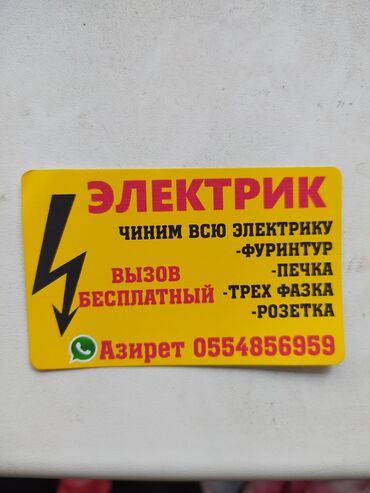 ЭЛЕКТРИК
ЧИНИМ ВСЮ ЭЛЕКТРИКУ
-ФУРИНТУР
-ПЕЧКА
-ТРЕХ ФАЗКА
-РОЗЕТКА
ВЫЗОВ
БЕСПЛАТНЫЙ
Азирет 0554856959